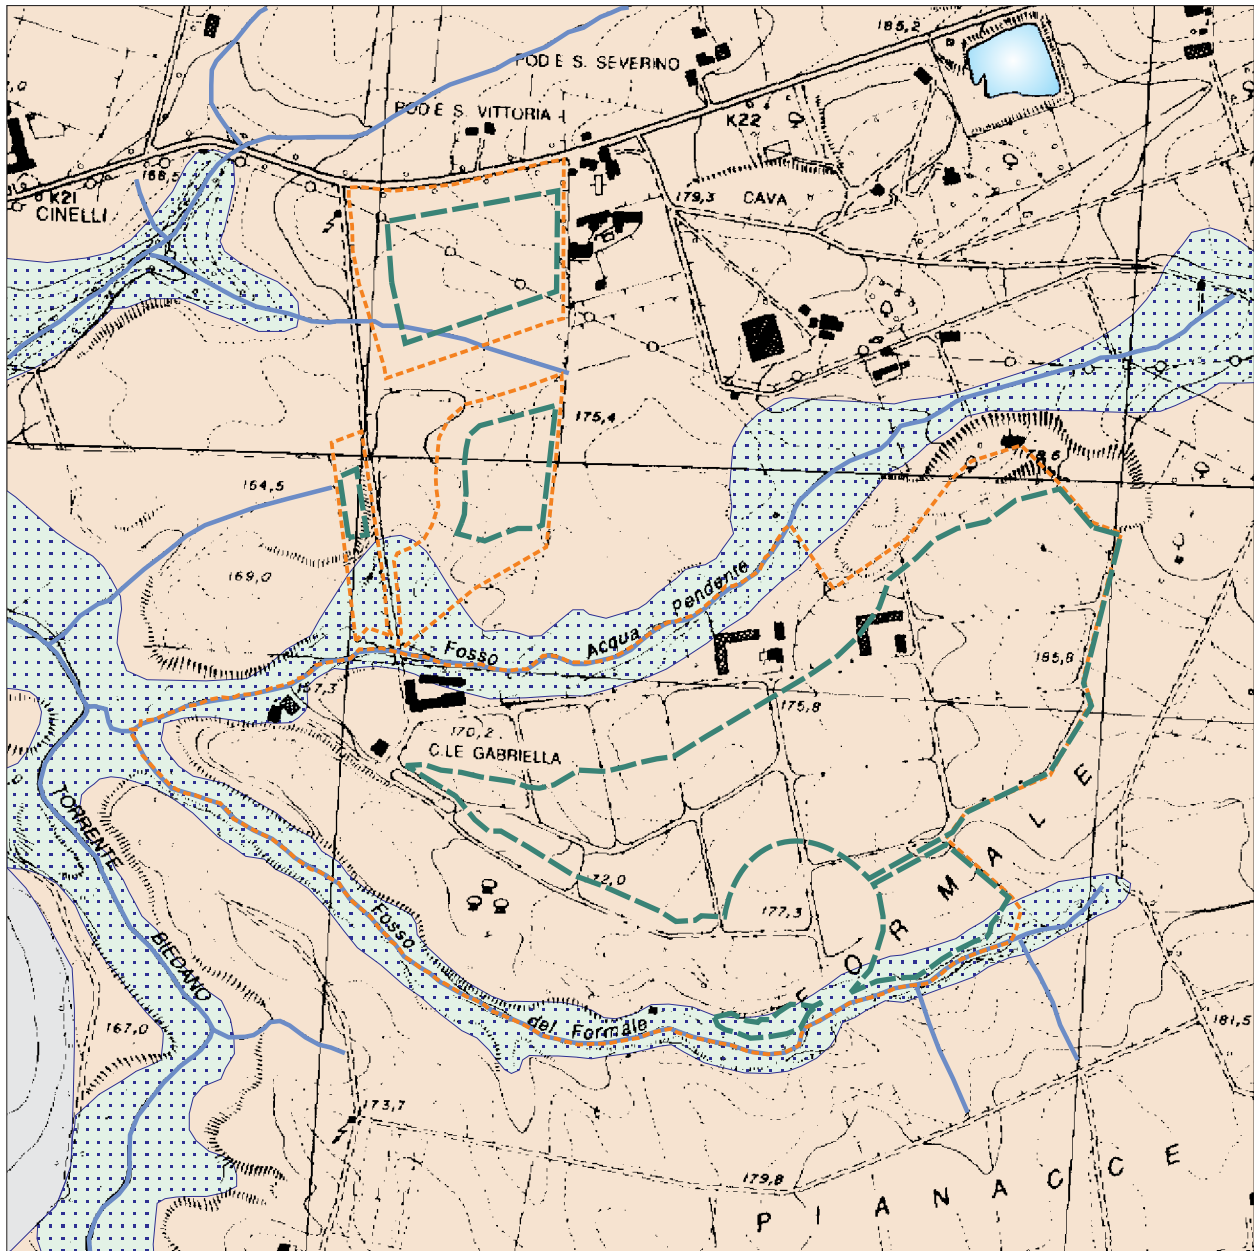 185,2
POD E S. SEVERINO
POD E S. VITTORIA
K22
166,5
K21
CINELLI
179,3
CAVA
175,4
164,5
169,0
Pendente
Acqua
Fosso
185,8
175,8
170,2
C.LE GABRIELLA
TORRENTE
BIEDANO
177,3
Fosso
del Formale
F O R M A L E
167,0
181,5
173,7
179,8
P I A N A C C E